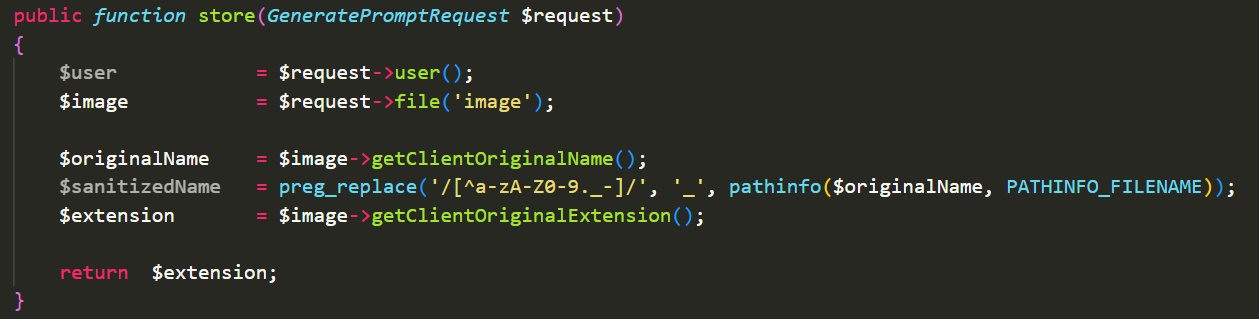 public function store(GeneratePromptRequest $request)
{
    $user            = $request->user();
    $image           = $request->file('image');

    $originalName    = $image->getClientOriginalName();
    $sanitizedName   = preg_replace('/[^a-zA-Z0-9._-]/', '_', pathinfo($originalName, PATHINFO_FILENAME));
    $extension       = $image->getClientOriginalExtension();

    return  $extension;
}